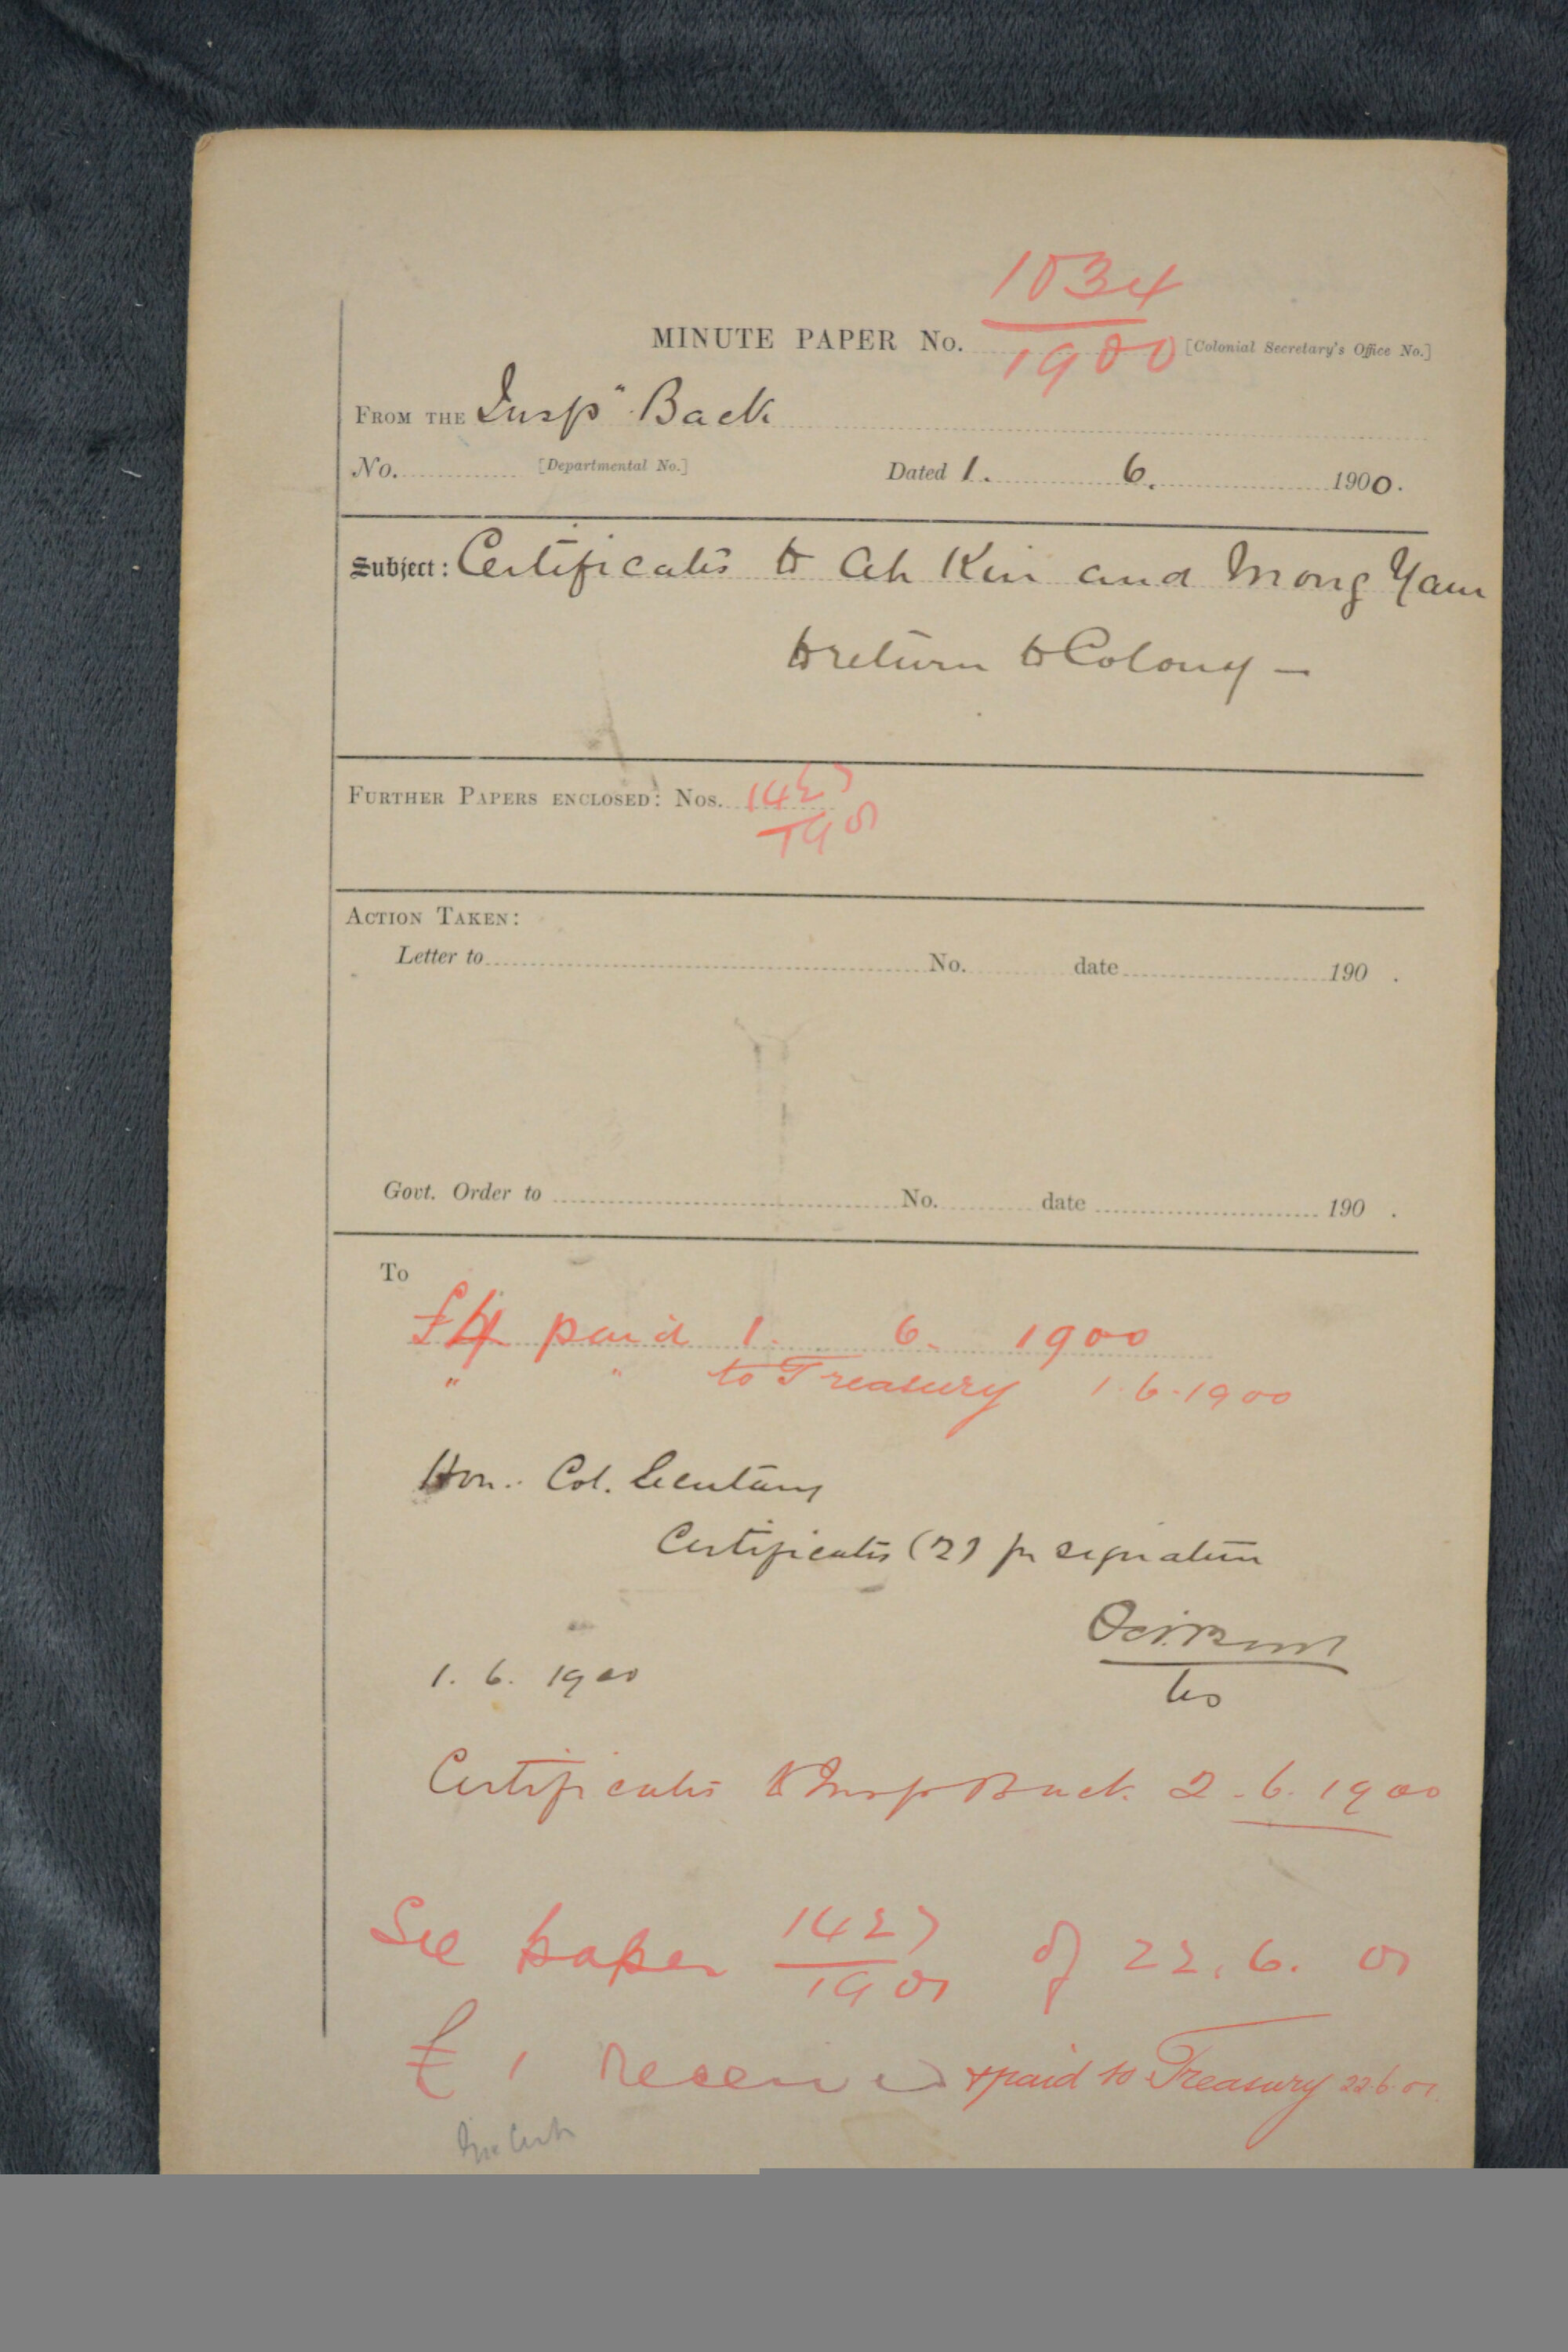 1034
MINUTE PAPER No. 1900 [Colonial Secretary's Office No.]
FROM THE Insp.r Back
No. [Departmental No.] Dated 1. 6. 1900.
Subject: Certificates to Ah Kin and Mong Yam
to return to Colony —
FURTHER PAPERS ENCLOSED: Nos. 1427
1901
ACTION TAKEN:
Letter to No. date 190 .
Govt. Order to No. date 190 .
To
£4 paid 1. 6. 1900
" " to Treasury 1.6.1900
Hon. Col. Secretary
Certificates (2) for signature
1. 6. 1900
Certificates to Insp Back 2.6.1900
See paper 1427/1901 of 22.6.01
£1 received & paid to Treasury 22.6.01.